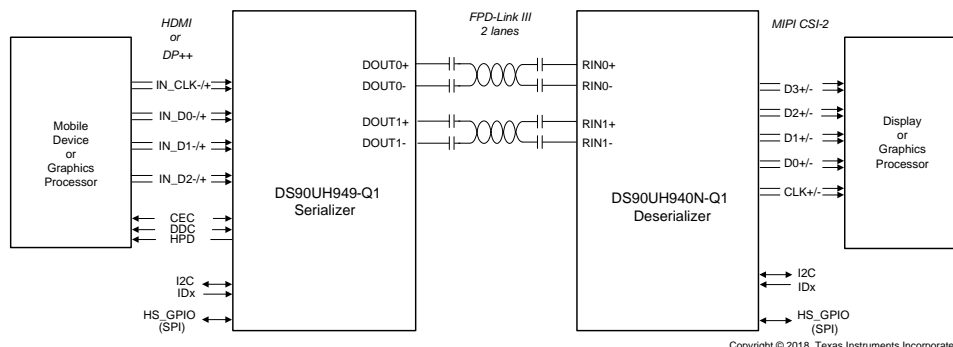 HDMI
or
DP++
FPD-Link III
2 lanes
MIPI CSI-2
Mobile
Device
or
Graphics
Processor
IN_CLK-/+
IN_D0-/+
IN_D1-/+
IN_D2-/+
CEC
DDC
HPD
I2C
IDx
HS_GPIO
(SPI)
DS90UH949-Q1
Serializer
DOUT0+
DOUT0-
DOUT1+
DOUT1-
RIN0+
RIN0-
RIN1+
RIN1-
DS90UH940N-Q1
Deserializer
D3+/-
D2+/-
D1+/-
D0+/-
CLK+/-
I2C
IDx
HS_GPIO
(SPI)
Display
or
Graphics
Processor
Copyright © 2018, Texas Instruments Incorporate